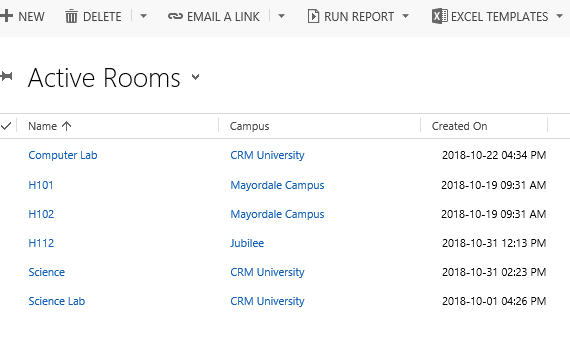 NEW DELETE EMAIL A LINK RUN REPORT EXCEL TEMPLATES
Active Rooms
Name Campus Created On
Computer Lab CRM University 2018-10-22 04:34 PM
H101 Mayordale Campus 2018-10-19 09:31 AM
H102 Mayordale Campus 2018-10-19 09:31 AM
H112 Jubilee 2018-10-31 12:13 PM
Science CRM University 2018-10-31 02:23 PM
Science Lab CRM University 2018-10-01 04:26 PM